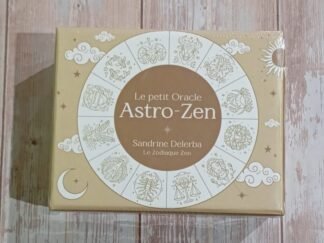 Le petit Oracle
Astro-Zen
Sandrine Delerba
Le Zodiaque Zen